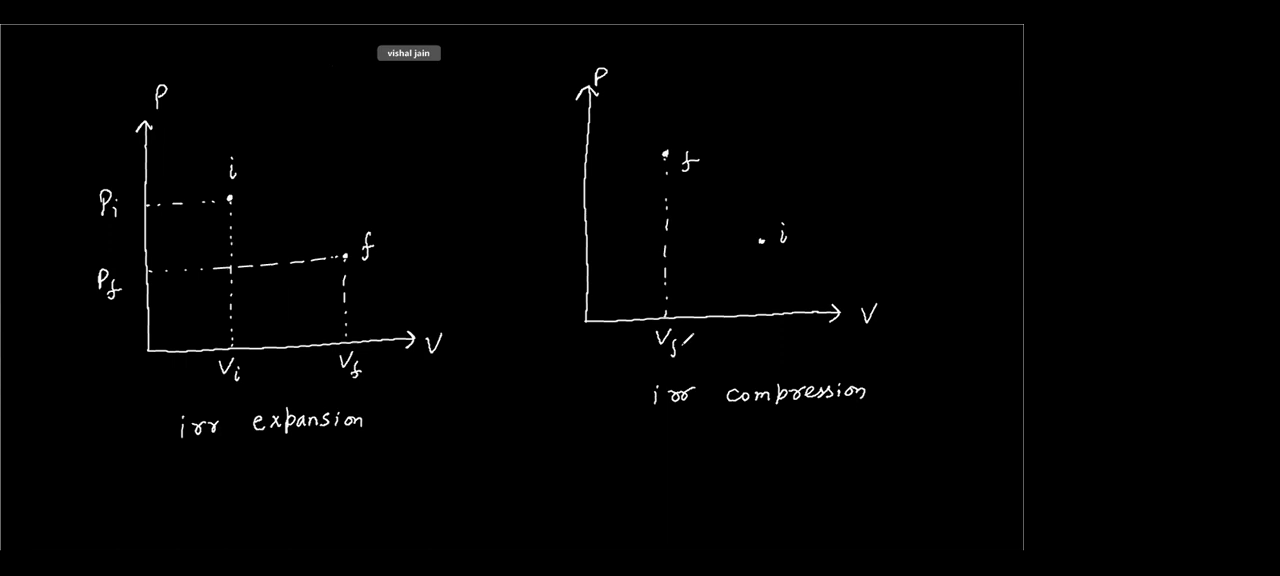 vishal jain
P
i
Pi
f
Pf
Vi
Vf
V
irr expansion
P
f
i
Vf
V
irr compression